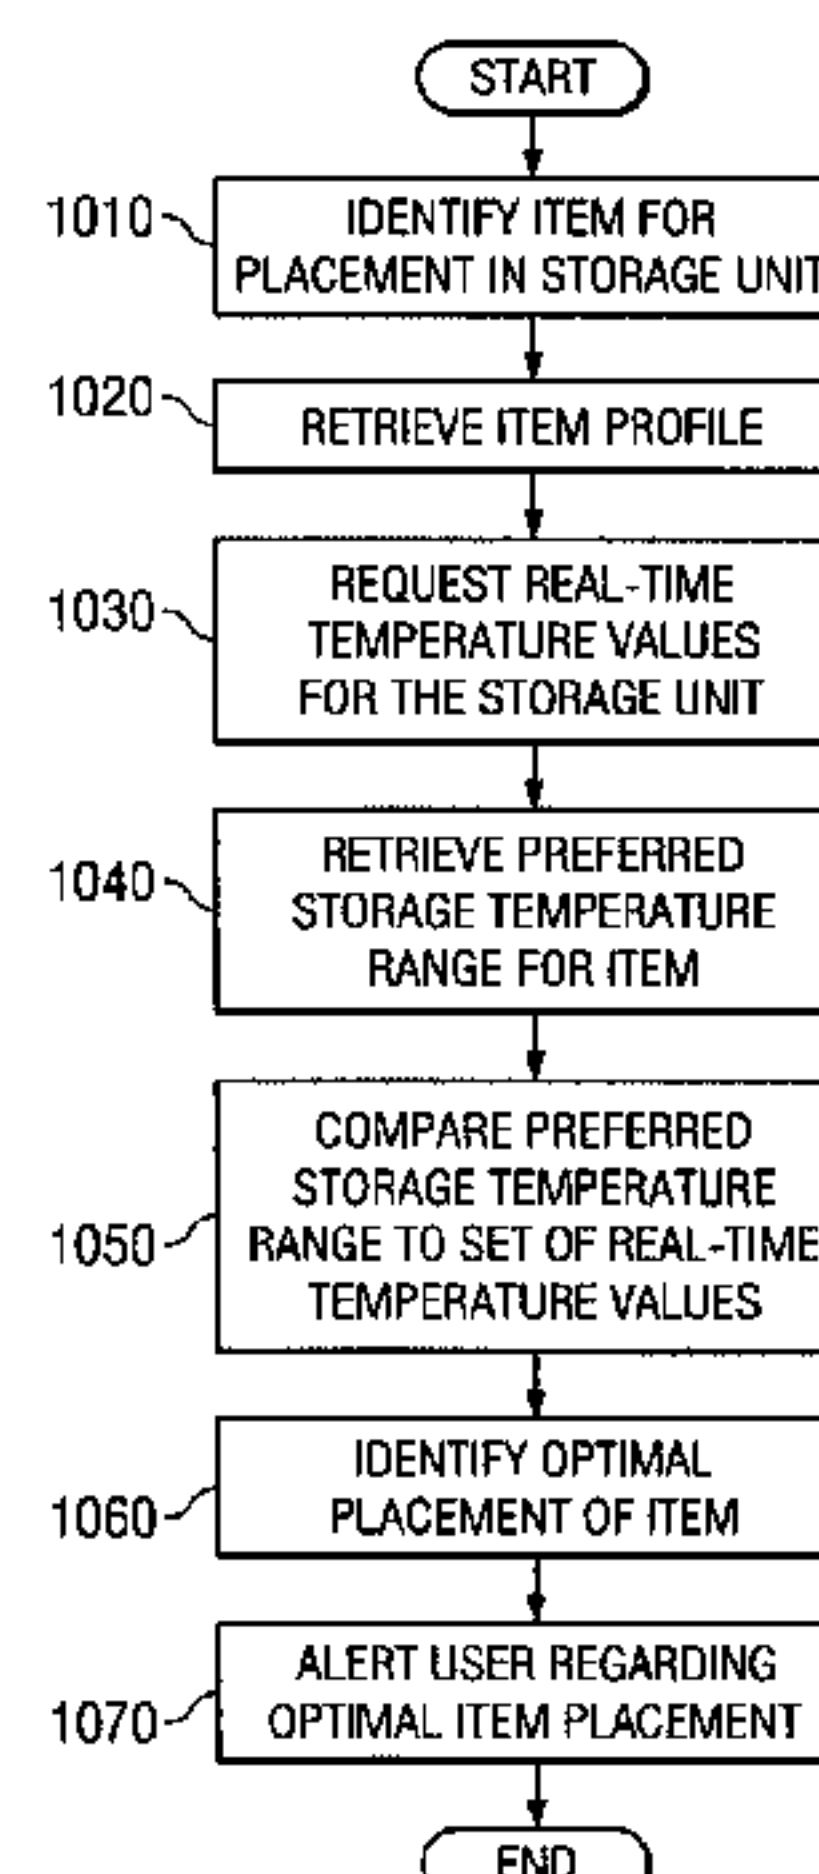 START
1010
IDENTIFY ITEM FOR
PLACEMENT IN STORAGE UNIT
1020
RETRIEVE ITEM PROFILE
1030
REQUEST REAL-TIME
TEMPERATURE VALUES
FOR THE STORAGE UNIT
1040
RETRIEVE PREFERRED
STORAGE TEMPERATURE
RANGE FOR ITEM
1050
COMPARE PREFERRED
STORAGE TEMPERATURE
RANGE TO SET OF REAL-TIME
TEMPERATURE VALUES
1060
IDENTIFY OPTIMAL
PLACEMENT OF ITEM
1070
ALERT USER REGARDING
OPTIMAL ITEM PLACEMENT
END